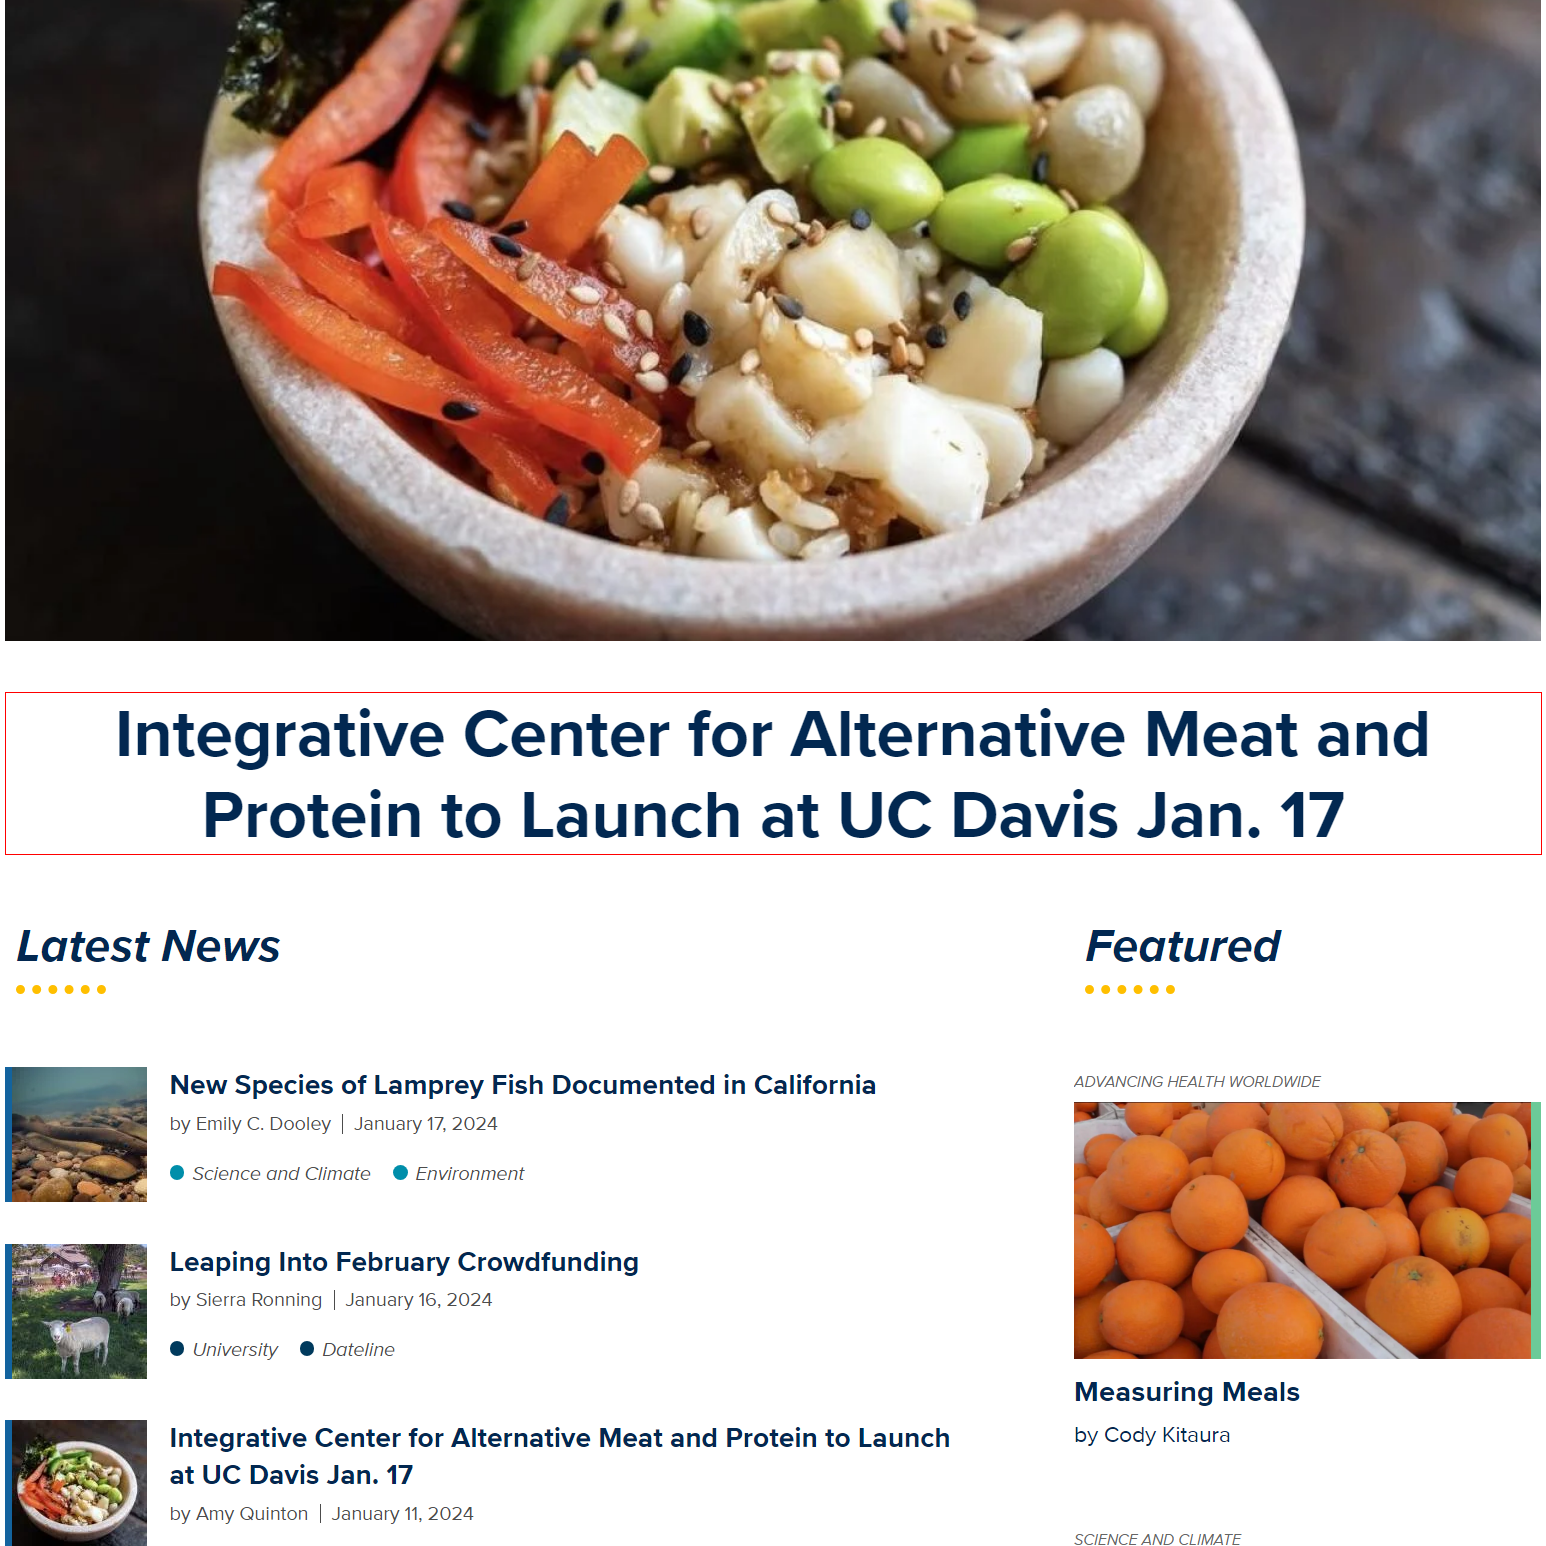 Integrative Center for Alternative Meat and
Protein to Launch at UC Davis Jan. 17
Latest News
New Species of Lamprey Fish Documented in California
by Emily C. Dooley | January 17, 2024
Science and Climate Environment
Leaping Into February Crowdfunding
by Sierra Ronning | January 16, 2024
University Dateline
Integrative Center for Alternative Meat and Protein to Launch
at UC Davis Jan. 17
by Amy Quinton | January 11, 2024
Featured
ADVANCING HEALTH WORLDWIDE
Measuring Meals
by Cody Kitaura
SCIENCE AND CLIMATE